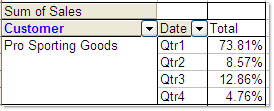 Sum of Sales
Customer Date Total
Pro Sporting Goods Qtr1 73.81%
Qtr2 8.57%
Qtr3 12.86%
Qtr4 4.76%